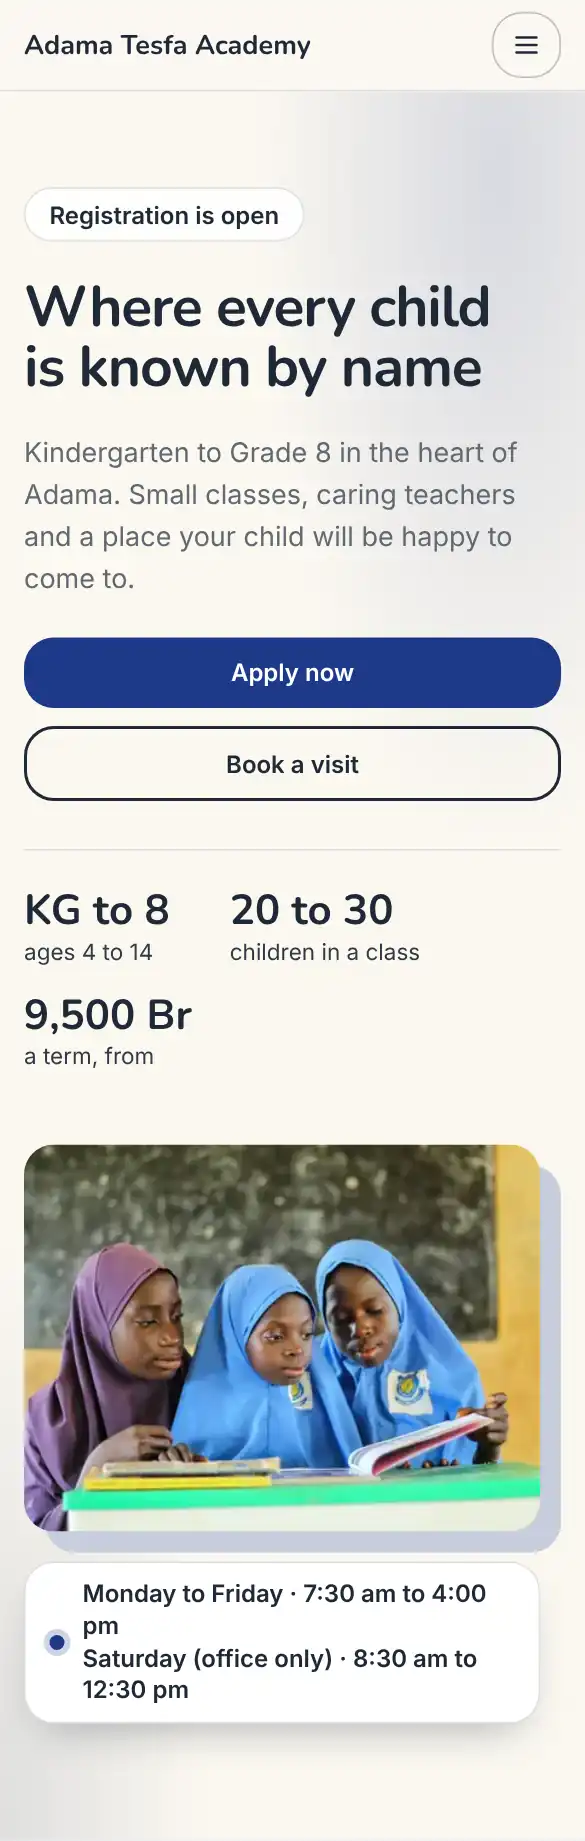 Adama Tesfa Academy
Registration is open
Where every child
is known by name
Kindergarten to Grade 8 in the heart of
Adama. Small classes, caring teachers
and a place your child will be happy to
come to.
Apply now
Book a visit
KG to 8
ages 4 to 14
20 to 30
children in a class
9,500 Br
a term, from
Monday to Friday · 7:30 am to 4:00
pm
Saturday (office only) · 8:30 am to
12:30 pm